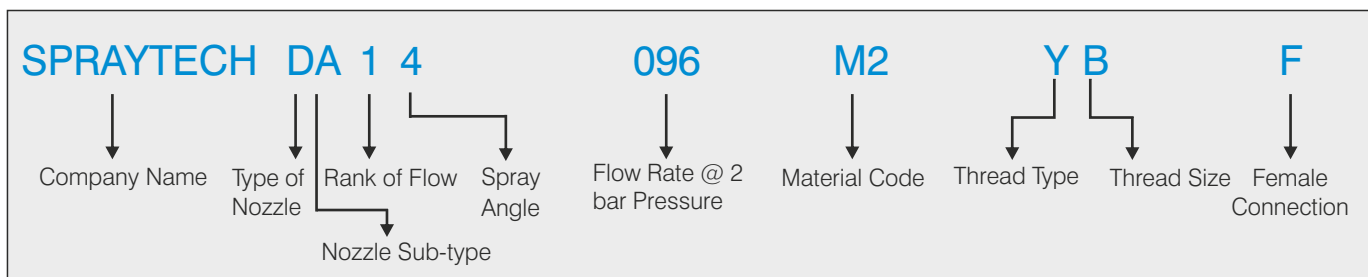 SPRAYTECH DA 1 4 096 M2 Y B F
Company Name
Type of
Nozzle
Rank of Flow
Spray
Angle
Flow Rate @ 2
bar Pressure
Material Code
Thread Type
Thread Size
Female
Connection
Nozzle Sub-type